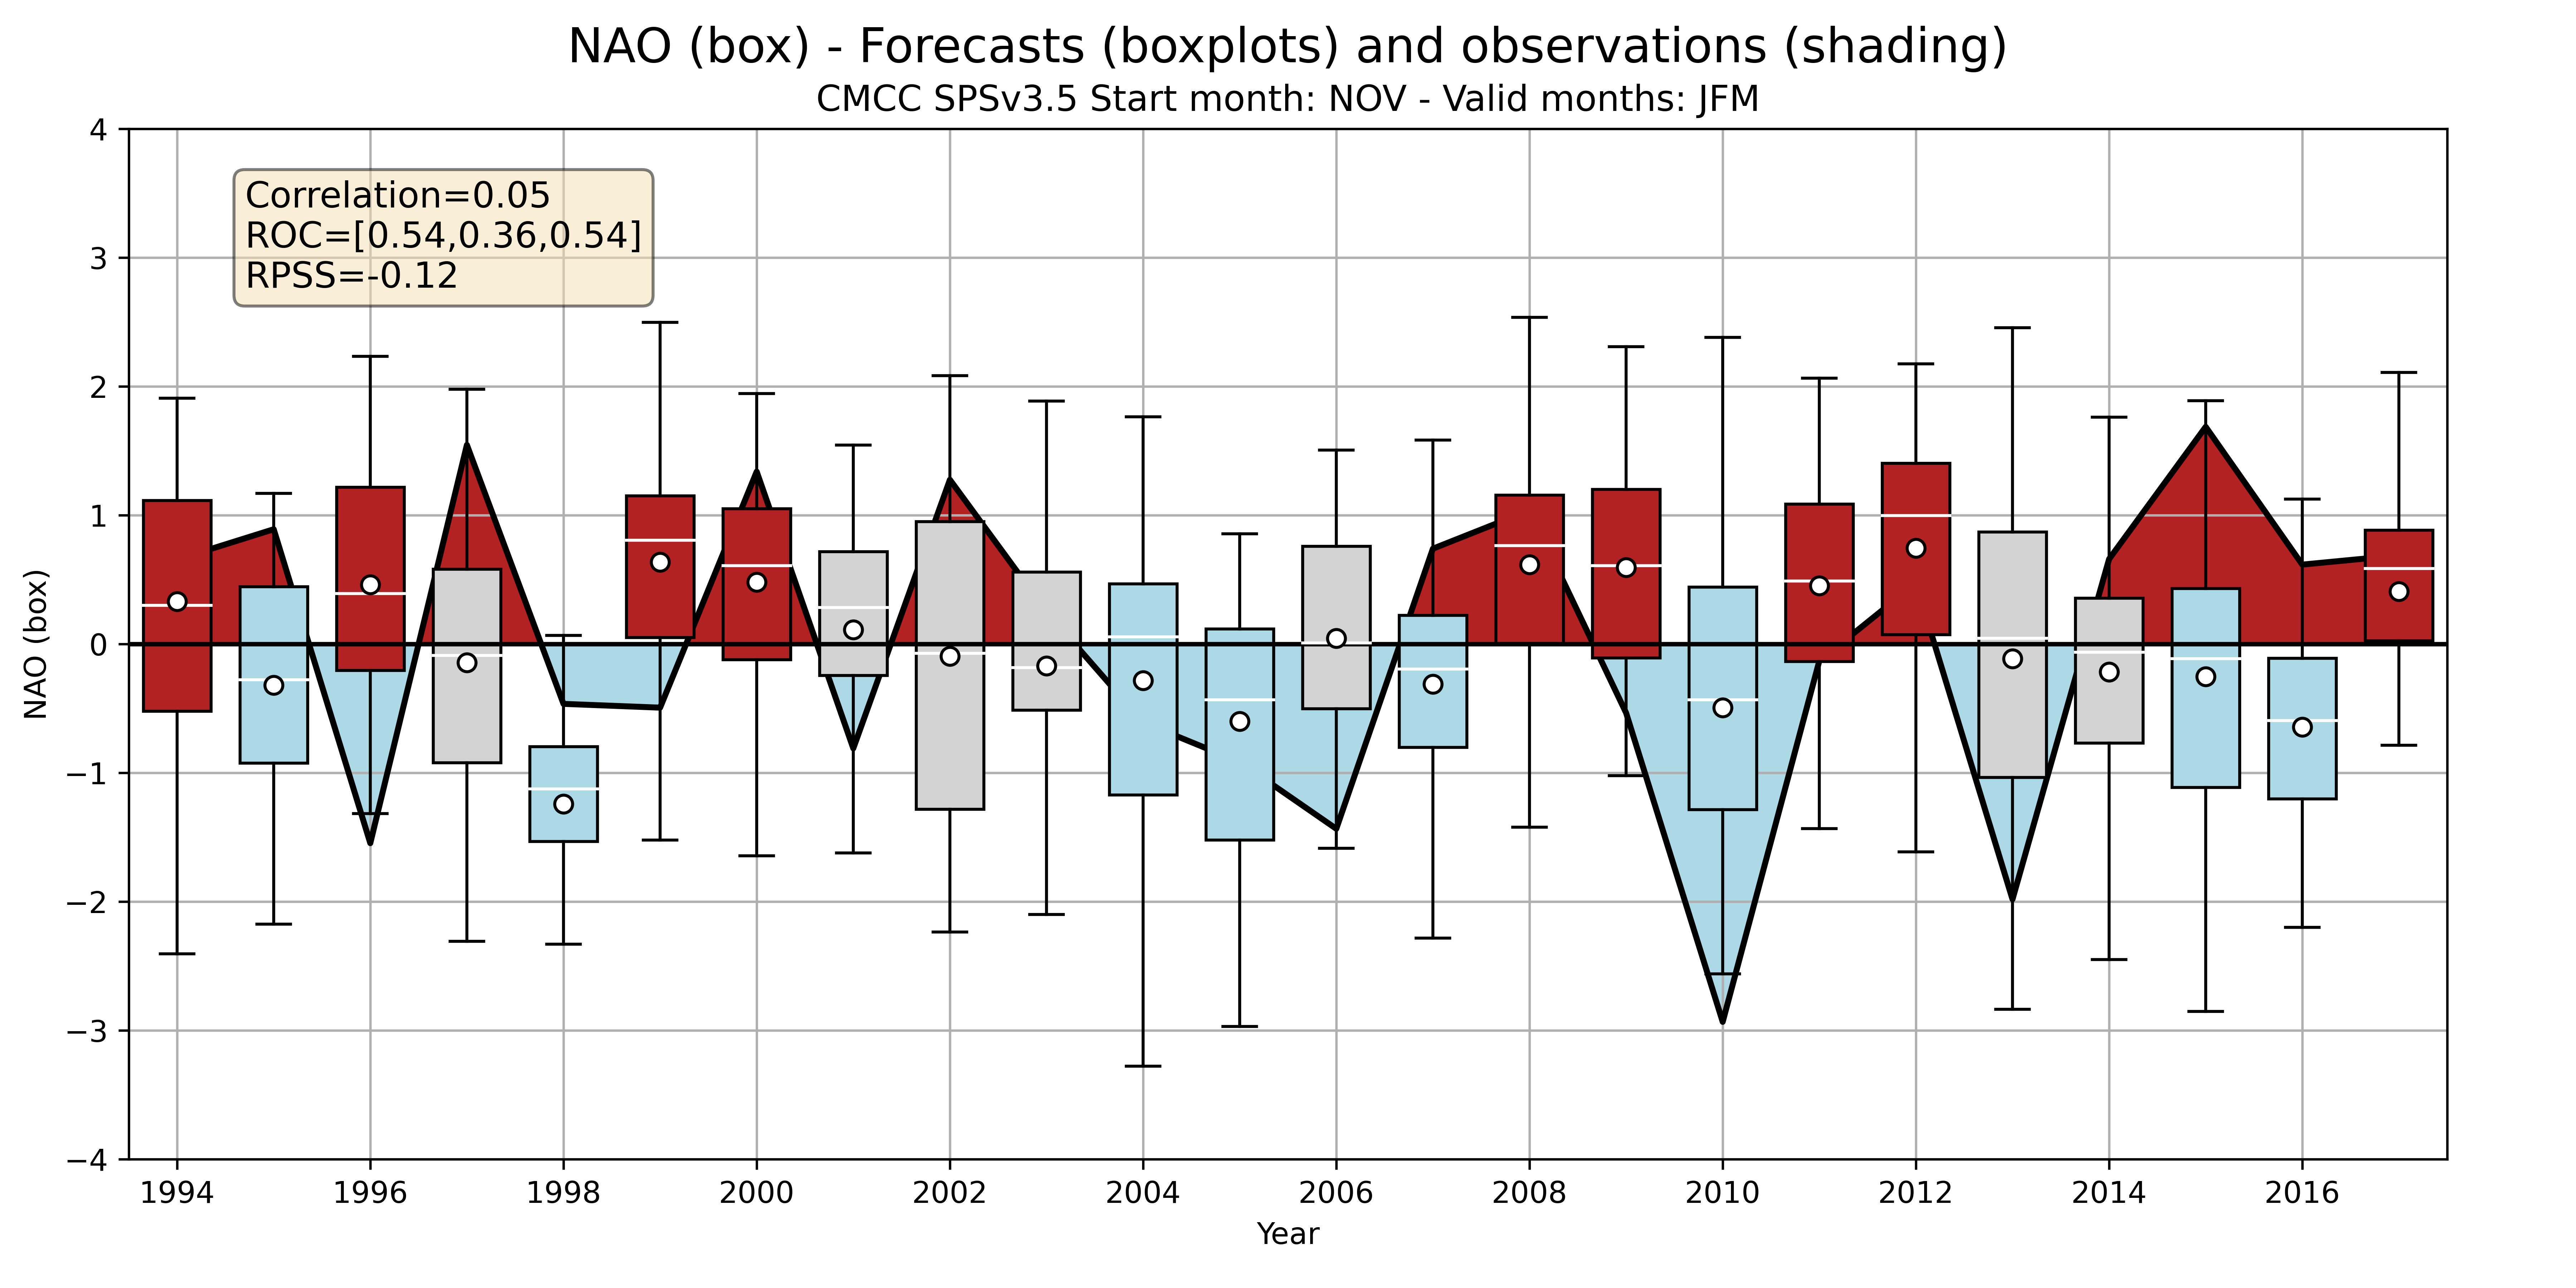 NAO (box) - Forecasts (boxplots) and observations (shading)
CMCC SPSv3.5 Start month: NOV - Valid months: JFM
Correlation=0.05
ROC=[0.54,0.36,0.54]
RPSS=-0.12
NAO (box)
4
3
2
1
0
−1
−2
−3
−4
1994 1996 1998 2000 2002 2004 2006 2008 2010 2012 2014 2016
Year